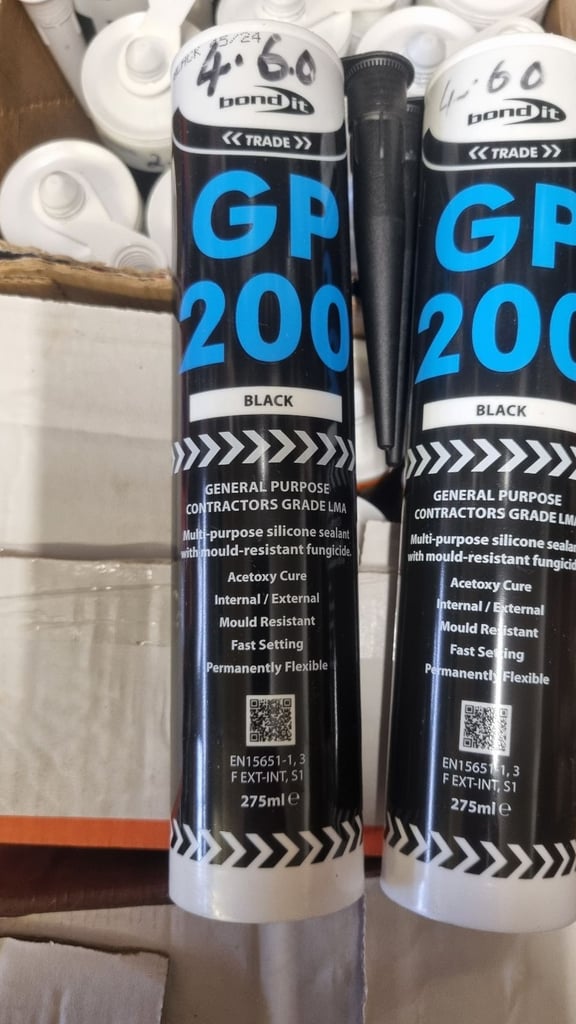 4.60
bond it
<< TRADE >>
GP
200
BLACK
GENERAL PURPOSE
CONTRACTORS GRADE LMA
Multi-purpose silicone sealant
with mould-resistant fungicide.
Acetoxy Cure
Internal / External
Mould Resistant
Fast Setting
Permanently Flexible
EN15651-1, 3
F EXT-INT, S1
275ml e
4.60
bond it
<< TRADE >>
GP
200
BLACK
GENERAL PURPOSE
CONTRACTORS GRADE LMA
Multi-purpose silicone sealan
with mould-resistant fungicid
Acetoxy Cure
Internal / External
Mould Resistant
Fast Setting
Permanently Flexible
EN15651-1, 3
F EXT-INT, S1
275ml e